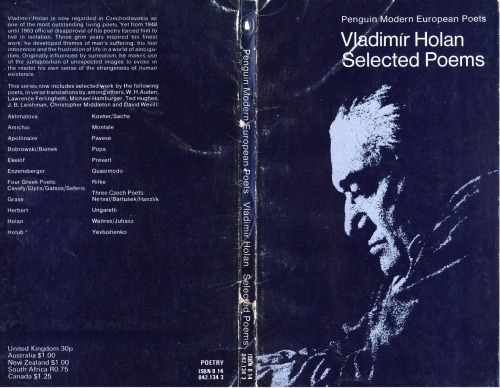 Vladimír Holan is now regarded in Czechoslovakia as
one of the most outstanding living poets. Yet from 1948
until 1963 official disapproval of his poetry forced him to
live in isolation. Those grim years inspired his finest
work: he developed themes of man's suffering, his lost
innocence and the frustration of life in a world of ambigu-
ities. Originally influenced by surrealism, he makes use
of the juxtaposition of unexpected images to evoke in
the reader his own sense of the strangeness of human
existence.
This series now includes selected work by the following
poets, in verse translations by, among others, W. H. Auden,
Lawrence Ferlinghetti, Michael Hamburger, Ted Hughes,
J. B. Leishman, Christopher Middleton and David Wevill:
Akhmatova
Amichai
Apollinaire
Bobrowski/Bienek
Ekelöf
Enzensberger
Four Greek Poets:
Cavafy/Elytis/Gatsos/Seferis
Grass
Herbert
Holan
Holub
Kovner/Sachs
Montale
Pavese
Popa
Prévert
Quasimodo
Rilke
Three Czech Poets:
Nezval/Bartušek/Hanzlík
Ungaretti
Weöres/Juhász
Yevtushenko
United Kingdom 30p
Australia $1.00
New Zealand $1.00
South Africa R0.75
Canada $1.25
POETRY
ISBN 0 14
042.134 3
Penguin Modern European Poets Vladimír Holan Selected Poems
ISBN 0 14
042.134 3
Penguin Modern European Poets
Vladimír Holan
Selected Poems